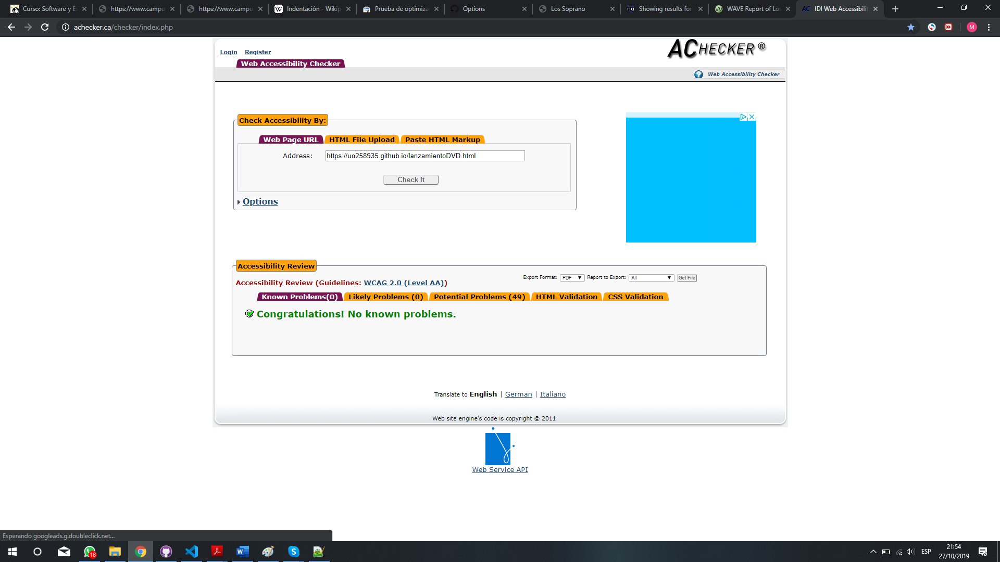 Curso: Software y Es
https://www.campus
https://www.campus
Indentación - Wikip
Prueba de optimiza
Options
Los Soprano
Showing results for
WAVE Report of Los
IDI Web Accessibilit
achecker.ca/checker/index.php
M
Login Register
ACHECKER ®
Web Accessibility Checker
Web Accessibility Checker
Check Accessibility By:
Web Page URL HTML File Upload Paste HTML Markup
Address: https://uo258935.github.io/lanzamientoDVD.html
Check It
Options
Accessibility Review
Export Format: PDF Report to Export: All Get File
Accessibility Review (Guidelines: WCAG 2.0 (Level AA))
Known Problems(0) Likely Problems (0) Potential Problems (49) HTML Validation CSS Validation
Congratulations! No known problems.
Translate to English | German | Italiano
Web site engine's code is copyright © 2011
Web Service API
Esperando googleads.g.doubleclick.net...
18
ESP
21:54
27/10/2019